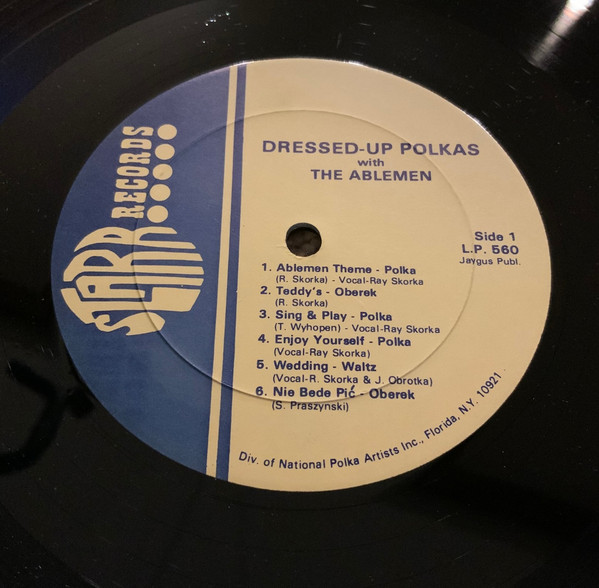 STARR
RECORDS
DRESSED-UP POLKAS
with
THE ABLEMEN
Side 1
L.P. 560
Jaygus Publ.
1. Ablemen Theme - Polka
(R. Skorka) - Vocal-Ray Skorka
2. Teddy's - Oberek
(R. Skorka)
3. Sing & Play - Polka
(T. Wyhopen) - Vocal-Ray Skorka
4. Enjoy Yourself - Polka
(Vocal-Ray Skorka)
5. Wedding - Waltz
(Vocal-R. Skorka & J. Obrotka)
6. Nie Bede Pić - Oberek
(S. Praszynski)
Div. of National Polka Artists Inc., Florida, N.Y. 10921